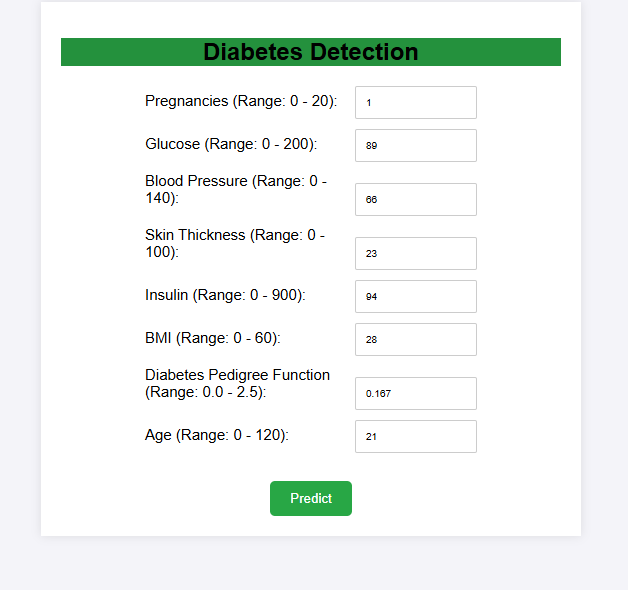 Diabetes Detection
Pregnancies (Range: 0 - 20): 1
Glucose (Range: 0 - 200): 89
Blood Pressure (Range: 0 -
140): 66
Skin Thickness (Range: 0 -
100): 23
Insulin (Range: 0 - 900): 94
BMI (Range: 0 - 60): 28
Diabetes Pedigree Function
(Range: 0.0 - 2.5): 0.167
Age (Range: 0 - 120): 21
Predict